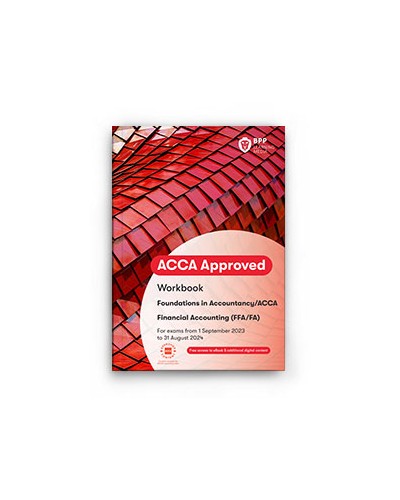 BPP
LEARNING
MEDIA
ACCA Approved
Workbook
Foundations in Accountancy/ACCA
Financial Accounting (FFA/FA)
For exams from 1 September 2023
to 31 August 2024
Free access to eBook & additional digital content